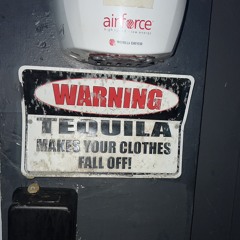 airforce
WARNING
TEQUILA
MAKES YOUR CLOTHES
FALL OFF!